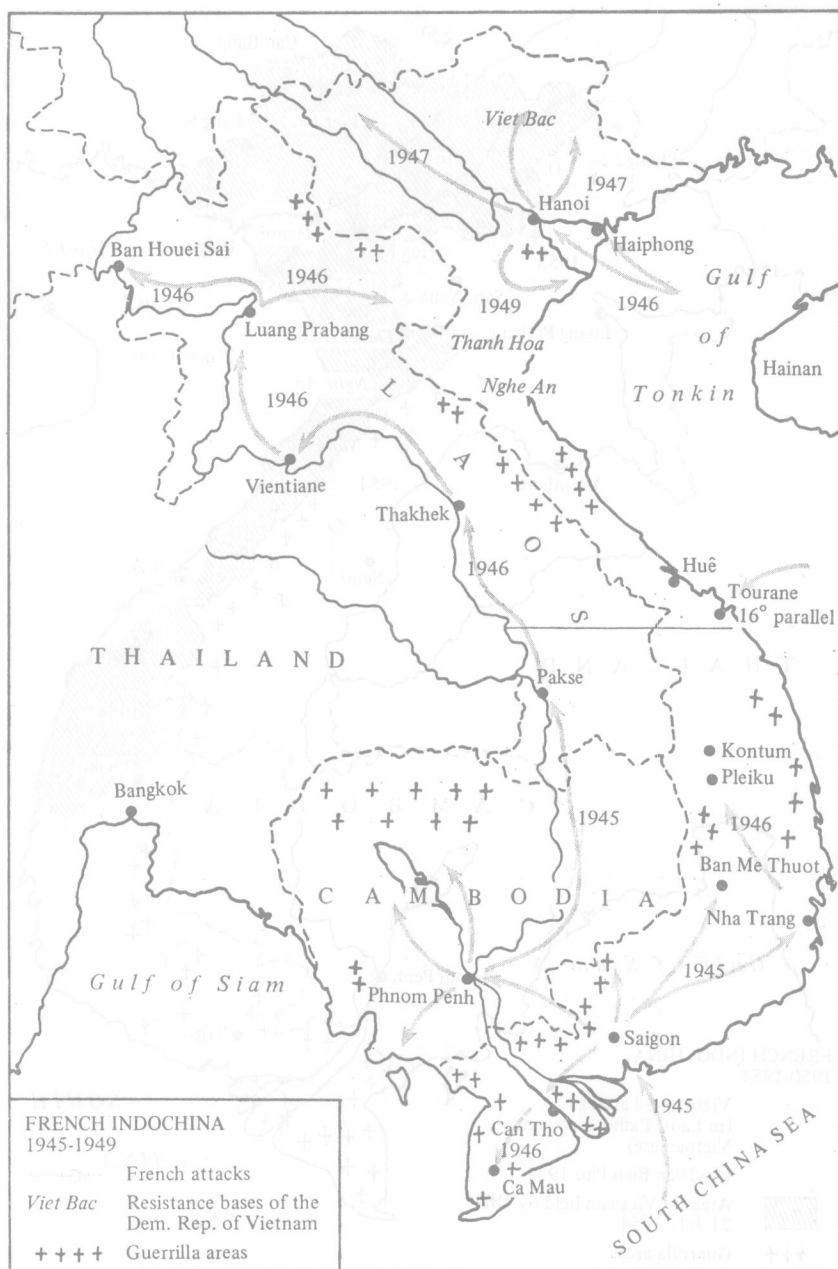 Viet Bac
1947
1947
Hanoi
Haiphong
Ban Houei Sai
1946
1946
Luang Prabang
1949
1946
Gulf
of
Tonkin
Hainan
Thanh Hoa
Nghe An
1946
Vientiane
Thakhek
LAOS
1946
Huê
Tourane
16° parallel
THAILAND
Pakse
Kontum
Pleiku
Bangkok
1945
1946
Ban Me Thuot
CAMBODIA
Nha Trang
Gulf of Siam
Phnom Penh
1945
Saigon
1945
Can Tho
1946
Ca Mau
SOUTH CHINA SEA
FRENCH INDOCHINA
1945-1949
French attacks
Viet Bac Resistance bases of the
Dem. Rep. of Vietnam
Guerrilla areas